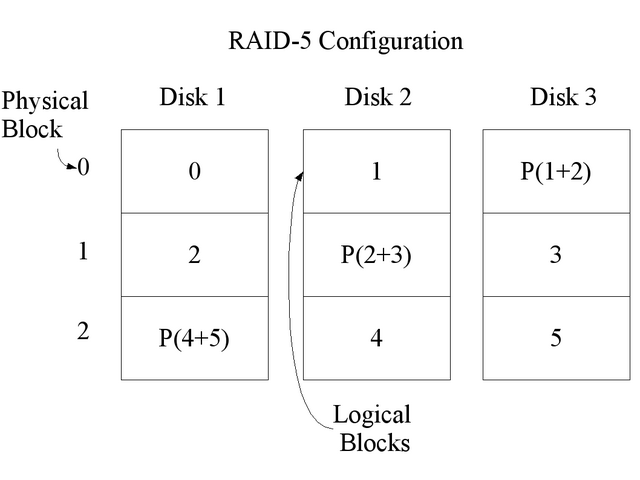 RAID-5 Configuration
Physical
Block
Disk 1
Disk 2
Disk 3
0
0
1
P(1+2)
1
2
P(2+3)
3
2
P(4+5)
4
5
Logical
Blocks